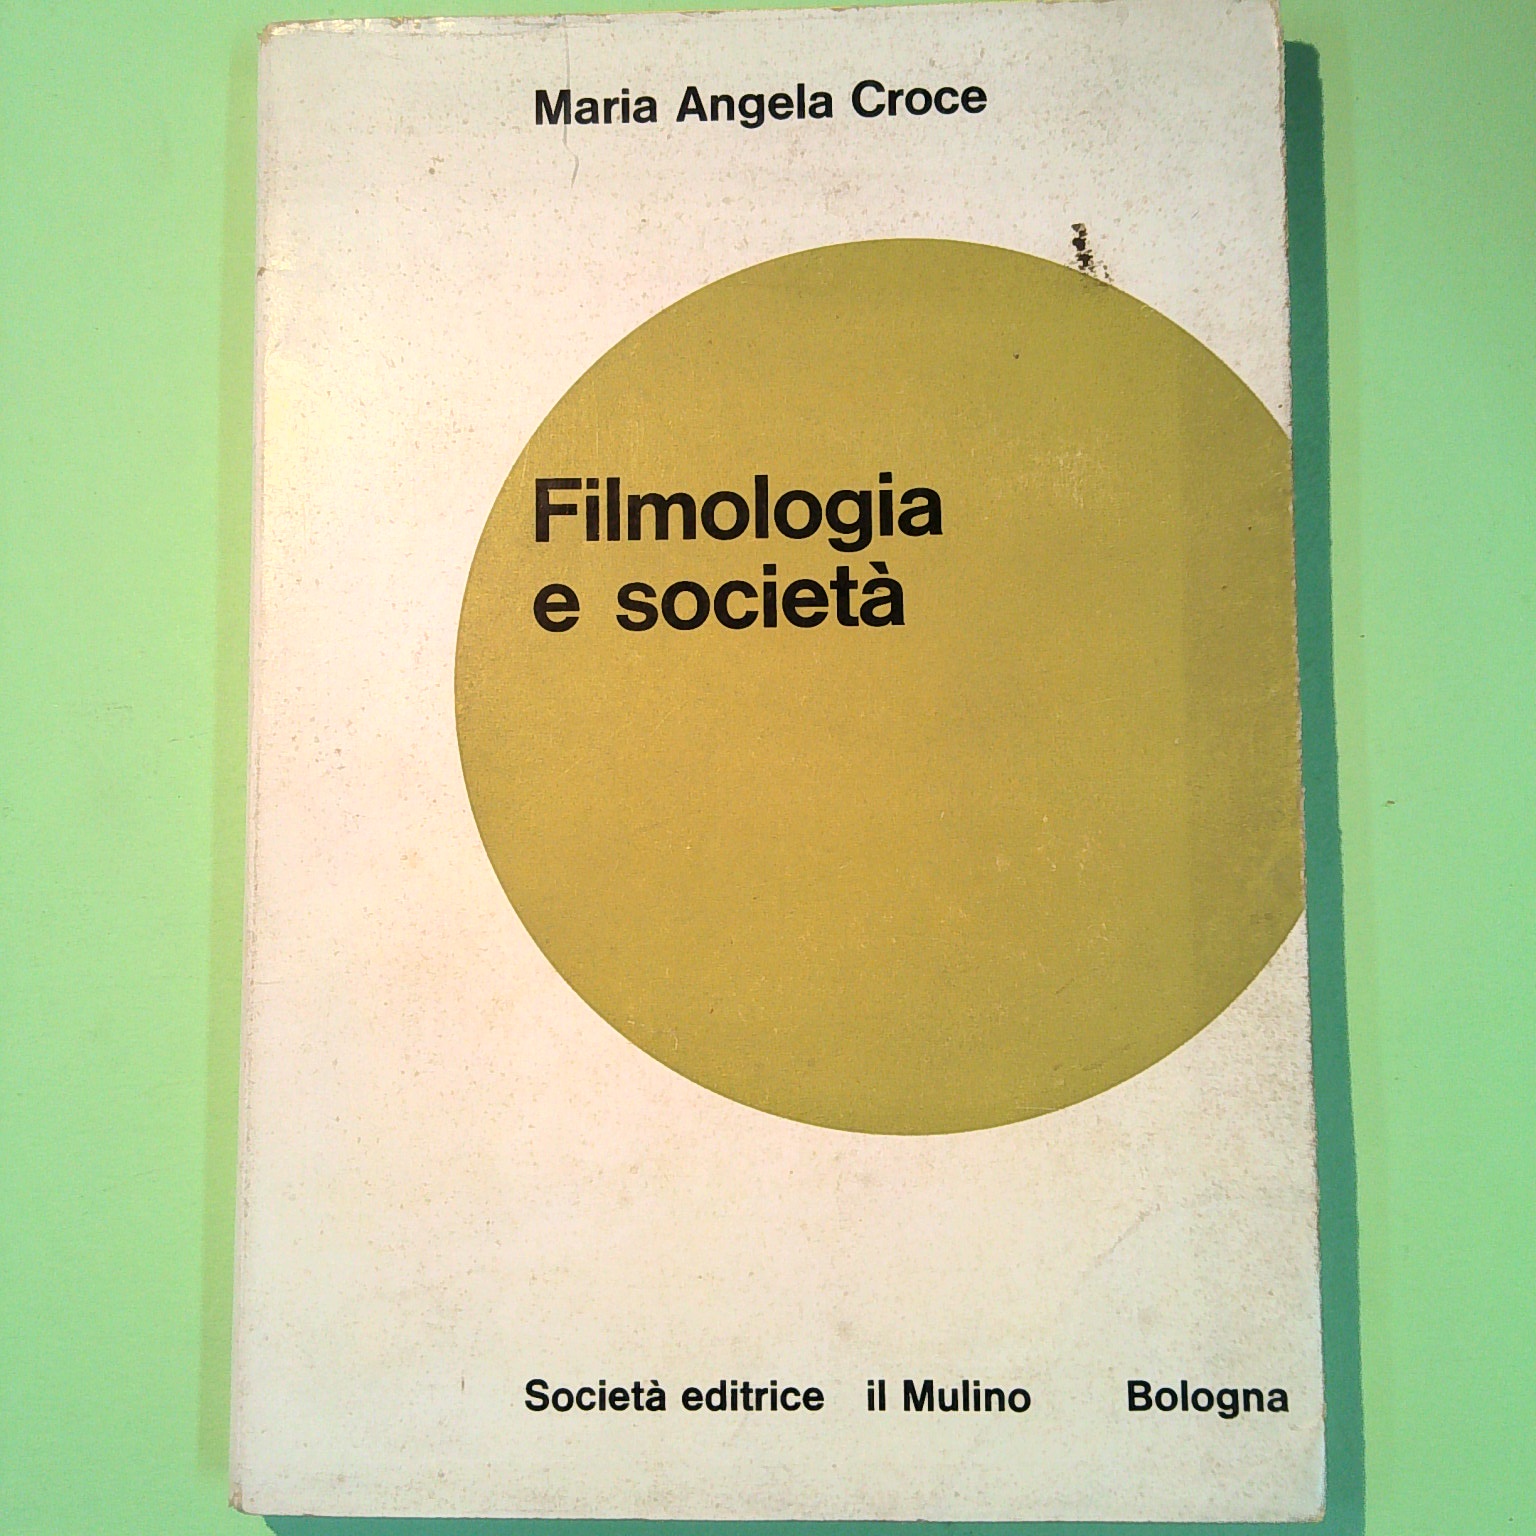 Maria Angela Croce
Filmologia
e società
Società editrice il Mulino Bologna